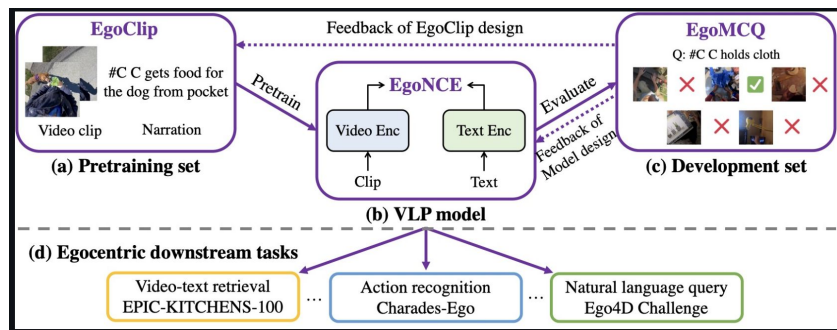 EgoClip
Feedback of EgoClip design
EgoMCQ
#C C gets food for
the dog from pocket
Video clip
Narration
(a) Pretraining set
Pretrain
EgoNCE
Video Enc
Text Enc
Clip
Text
(b) VLP model
Evaluate
Feedback of
Model design
Q: #C C holds cloth
(c) Development set
(d) Egocentric downstream tasks
Video-text retrieval
EPIC-KITCHENS-100
...
Action recognition
Charades-Ego
...
Natural language query
Ego4D Challenge